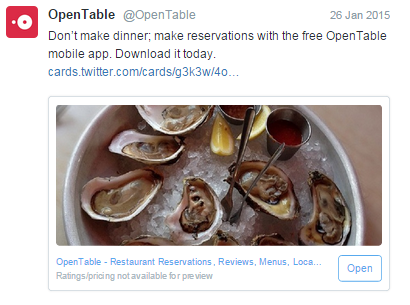 OpenTable @OpenTable 26 Jan 2015
Don't make dinner; make reservations with the free OpenTable
mobile app. Download it today.
cards.twitter.com/cards/g3k3w/4o…
OpenTable - Restaurant Reservations, Reviews, Menus, Loca…
Ratings/pricing not available for preview
Open